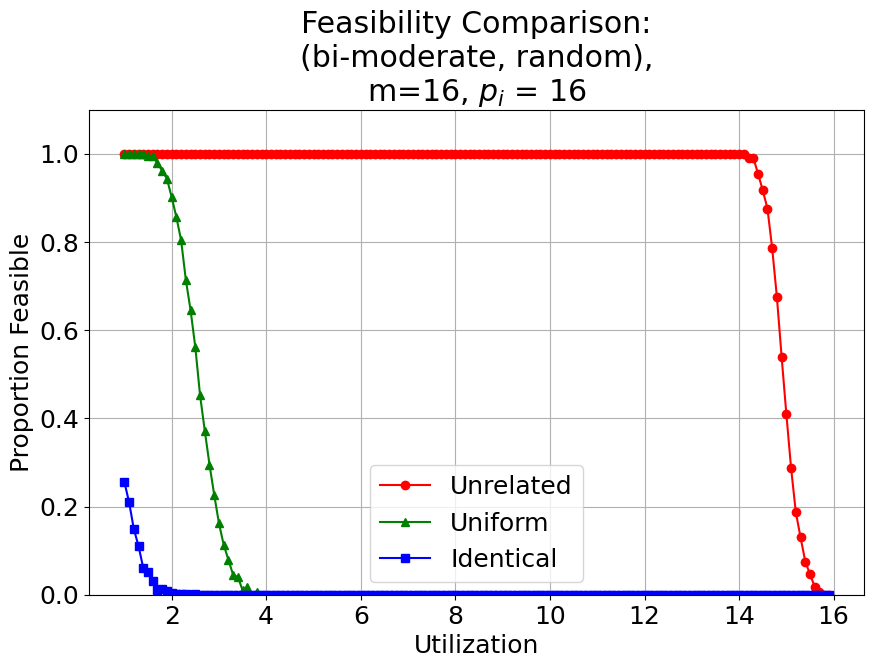 Feasibility Comparison:
(bi-moderate, random),
m=16, $p_i$ = 16
Proportion Feasible
1.0
0.8
0.6
0.4
0.2
0.0
Unrelated
Uniform
Identical
2 4 6 8 10 12 14 16
Utilization